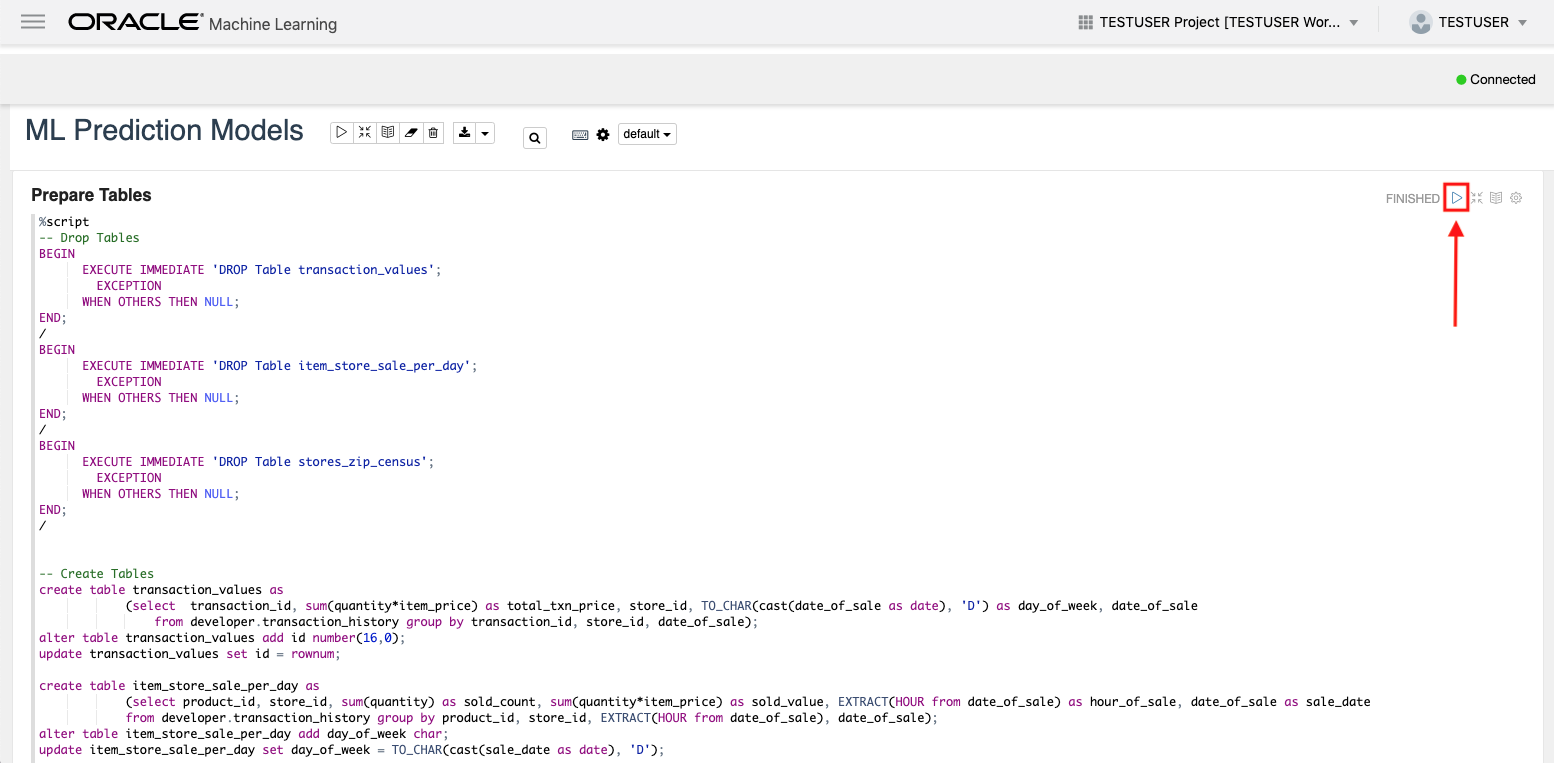 ORACLE Machine Learning
TESTUSER Project [TESTUSER Wor...
TESTUSER
Connected
ML Prediction Models
default
Prepare Tables
FINISHED
%script
-- Drop Tables
BEGIN
EXECUTE IMMEDIATE 'DROP Table transaction_values';
EXCEPTION
WHEN OTHERS THEN NULL;
END;
/
BEGIN
EXECUTE IMMEDIATE 'DROP Table item_store_sale_per_day';
EXCEPTION
WHEN OTHERS THEN NULL;
END;
/
BEGIN
EXECUTE IMMEDIATE 'DROP Table stores_zip_census';
EXCEPTION
WHEN OTHERS THEN NULL;
END;
/
-- Create Tables
create table transaction_values as
(select  transaction_id, sum(quantity*item_price) as total_txn_price, store_id, TO_CHAR(cast(date_of_sale as date), 'D') as day_of_week, date_of_sale
from developer.transaction_history group by transaction_id, store_id, date_of_sale);
alter table transaction_values add id number(16,0);
update transaction_values set id = rownum;
create table item_store_sale_per_day as
(select product_id, store_id, sum(quantity) as sold_count, sum(quantity*item_price) as sold_value, EXTRACT(HOUR from date_of_sale) as hour_of_sale, date_of_sale as sale_date
from developer.transaction_history group by product_id, store_id, EXTRACT(HOUR from date_of_sale), date_of_sale);
alter table item_store_sale_per_day add day_of_week char;
update item_store_sale_per_day set day_of_week = TO_CHAR(cast(sale_date as date), 'D');